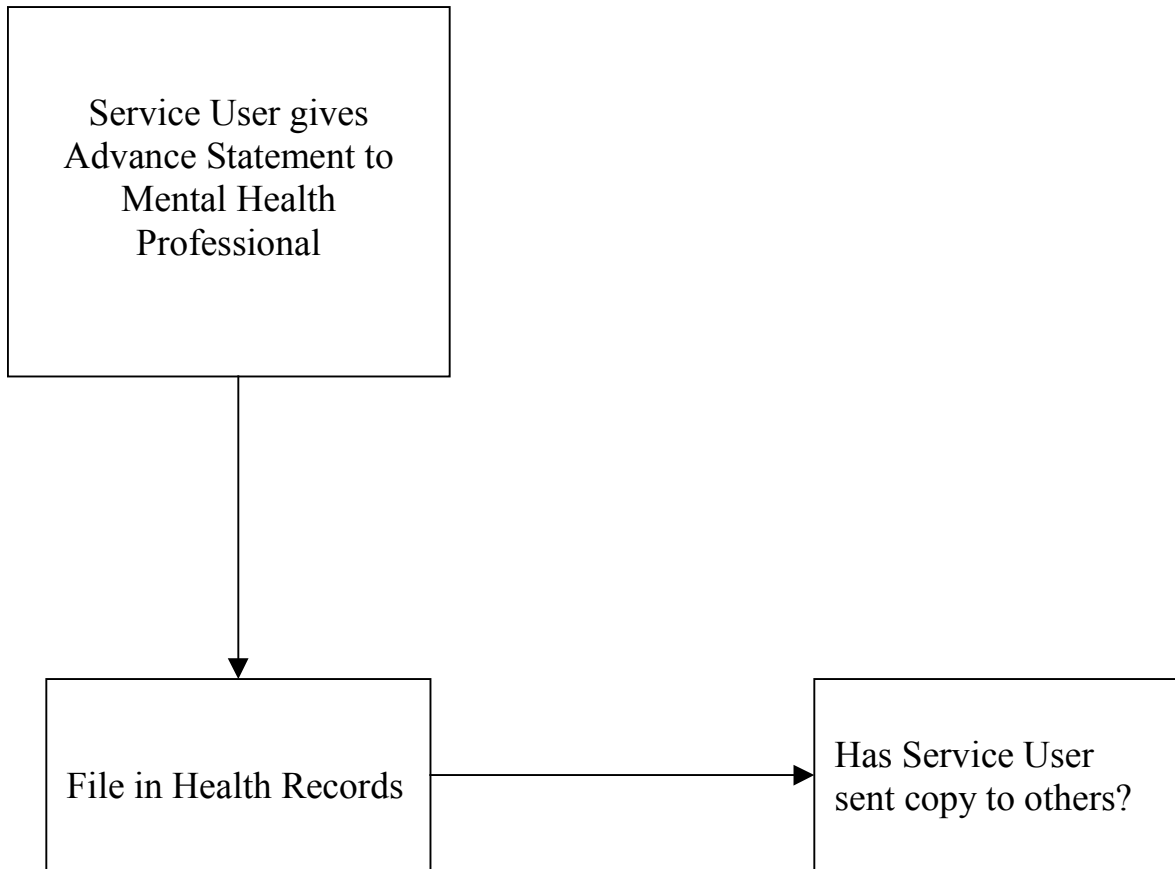 Service User gives
Advance Statement to
Mental Health
Professional
File in Health Records
Has Service User
sent copy to others?